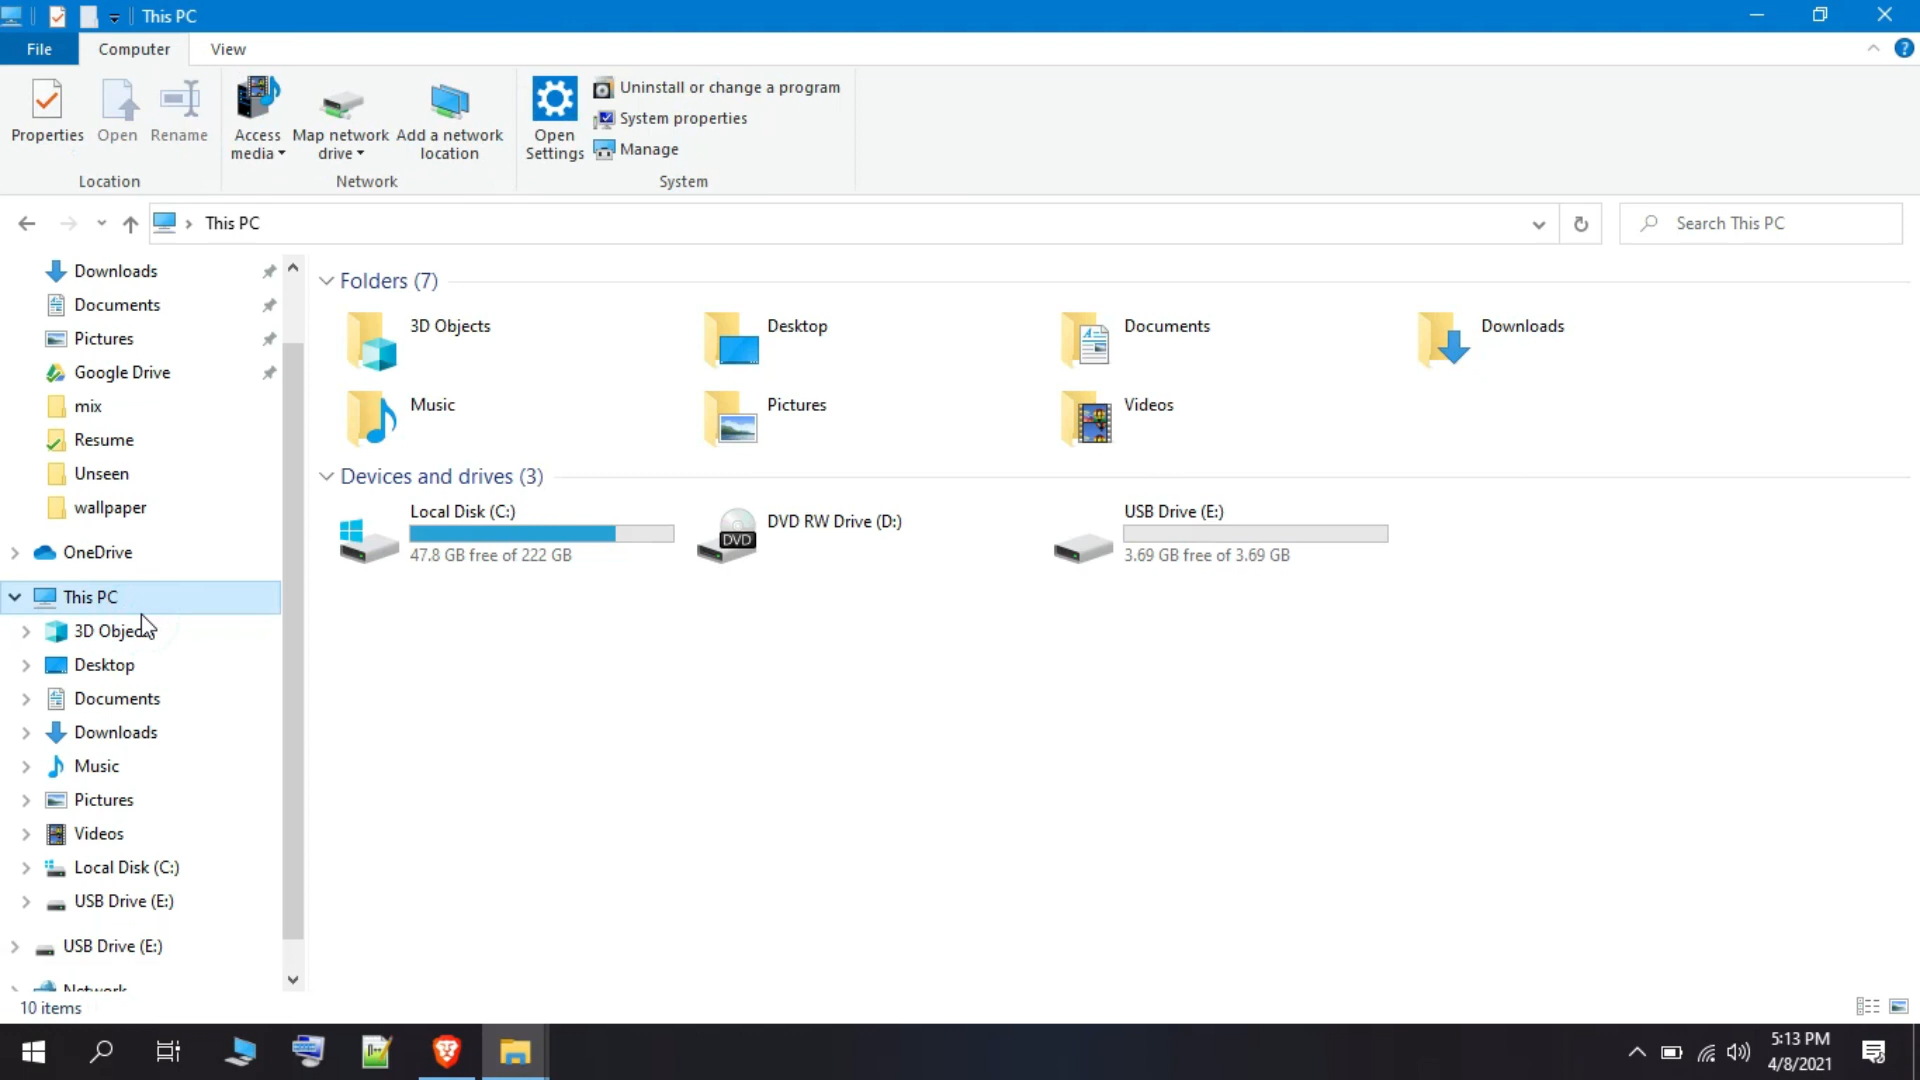 This PC
File
Computer
View
Properties
Open
Rename
Access media
Map network drive
Add a network location
Open Settings
Uninstall or change a program
System properties
Manage
Location
Network
System
This PC
Search This PC
Downloads
Documents
Pictures
Google Drive
mix
Resume
Unseen
wallpaper
OneDrive
This PC
3D Objec
Desktop
Documents
Downloads
Music
Pictures
Videos
Local Disk (C:)
USB Drive (E:)
USB Drive (E:)
Network
Folders (7)
3D Objects
Desktop
Documents
Downloads
Music
Pictures
Videos
Devices and drives (3)
Local Disk (C:)
47.8 GB free of 222 GB
DVD
DVD RW Drive (D:)
USB Drive (E:)
3.69 GB free of 3.69 GB
10 items
5:13 PM
4/8/2021